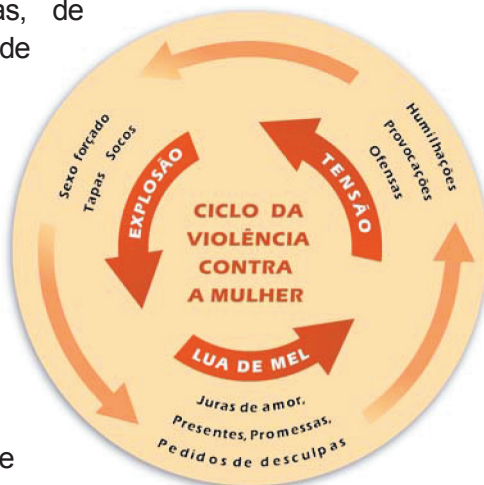 as, de
de
Humilhações
Provocações
Ofensas
TENSÃO
Sexo forçado
Tapas Socos
EXPLOSÃO
CICLO DA
VIOLÊNCIA
CONTRA
A MULHER
LUA DE MEL
Juras de amor,
Presentes, Promessas,
Pedidos de desculpas
e